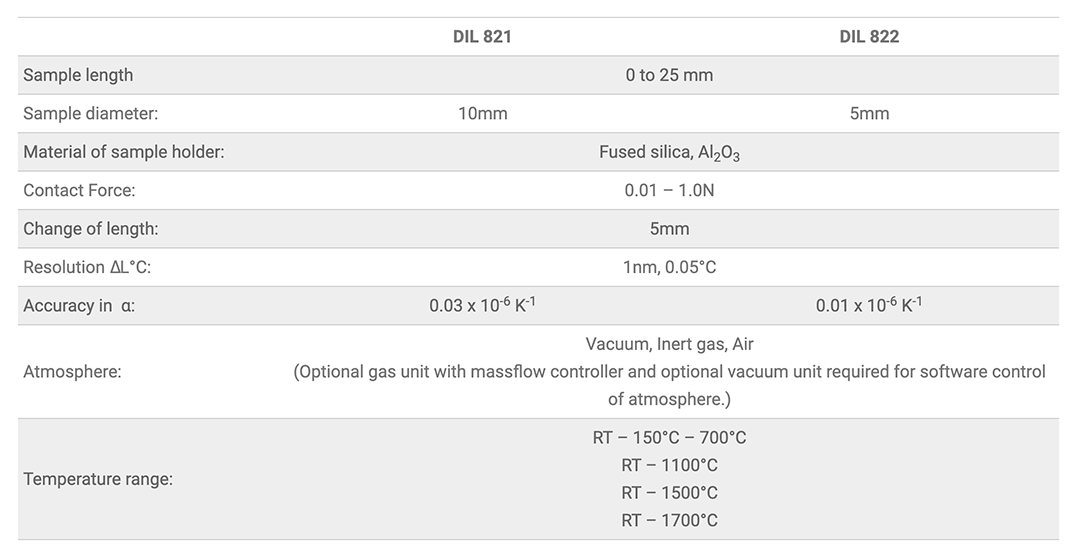 DIL 821 DIL 822
Sample length 0 to 25 mm
Sample diameter: 10mm 5mm
Material of sample holder: Fused silica, Al₂O₃
Contact Force: 0.01 – 1.0N
Change of length: 5mm
Resolution ΔL°C: 1nm, 0.05°C
Accuracy in α: 0.03 x 10⁻⁶ K⁻¹ 0.01 x 10⁻⁶ K⁻¹
Atmosphere: Vacuum, Inert gas, Air
(Optional gas unit with massflow controller and optional vacuum unit required for software control
of atmosphere.)
Temperature range: RT – 150°C – 700°C
RT – 1100°C
RT – 1500°C
RT – 1700°C